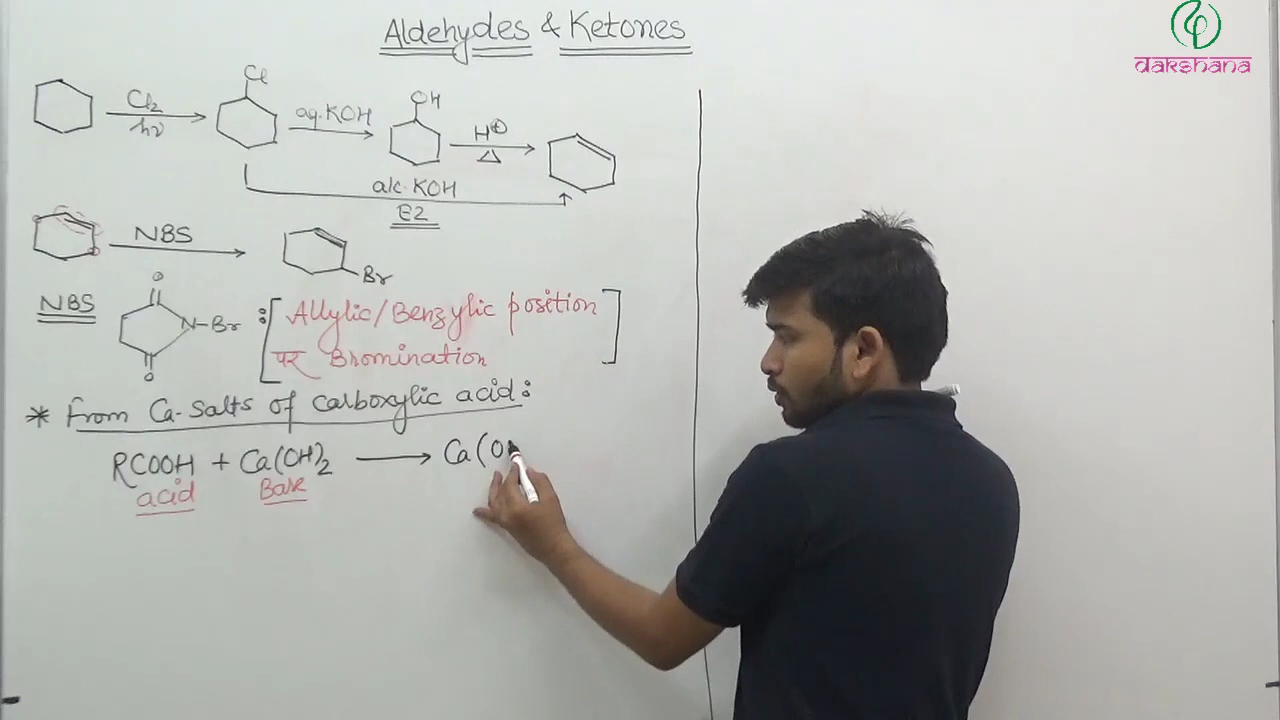 Aldehydes & Ketones
dakshana
Cl
Cl₂
hν
aq. KOH
OH
H⊕
△
alc. KOH
E2
NBS
Br
NBS
O
N-Br
O
:[Allylic/Benzylic position
पर Bromination]
* From Ca-Salts of carboxylic acid:
RCOOH + Ca(OH)₂ ⟶ Ca(O
acid
Base